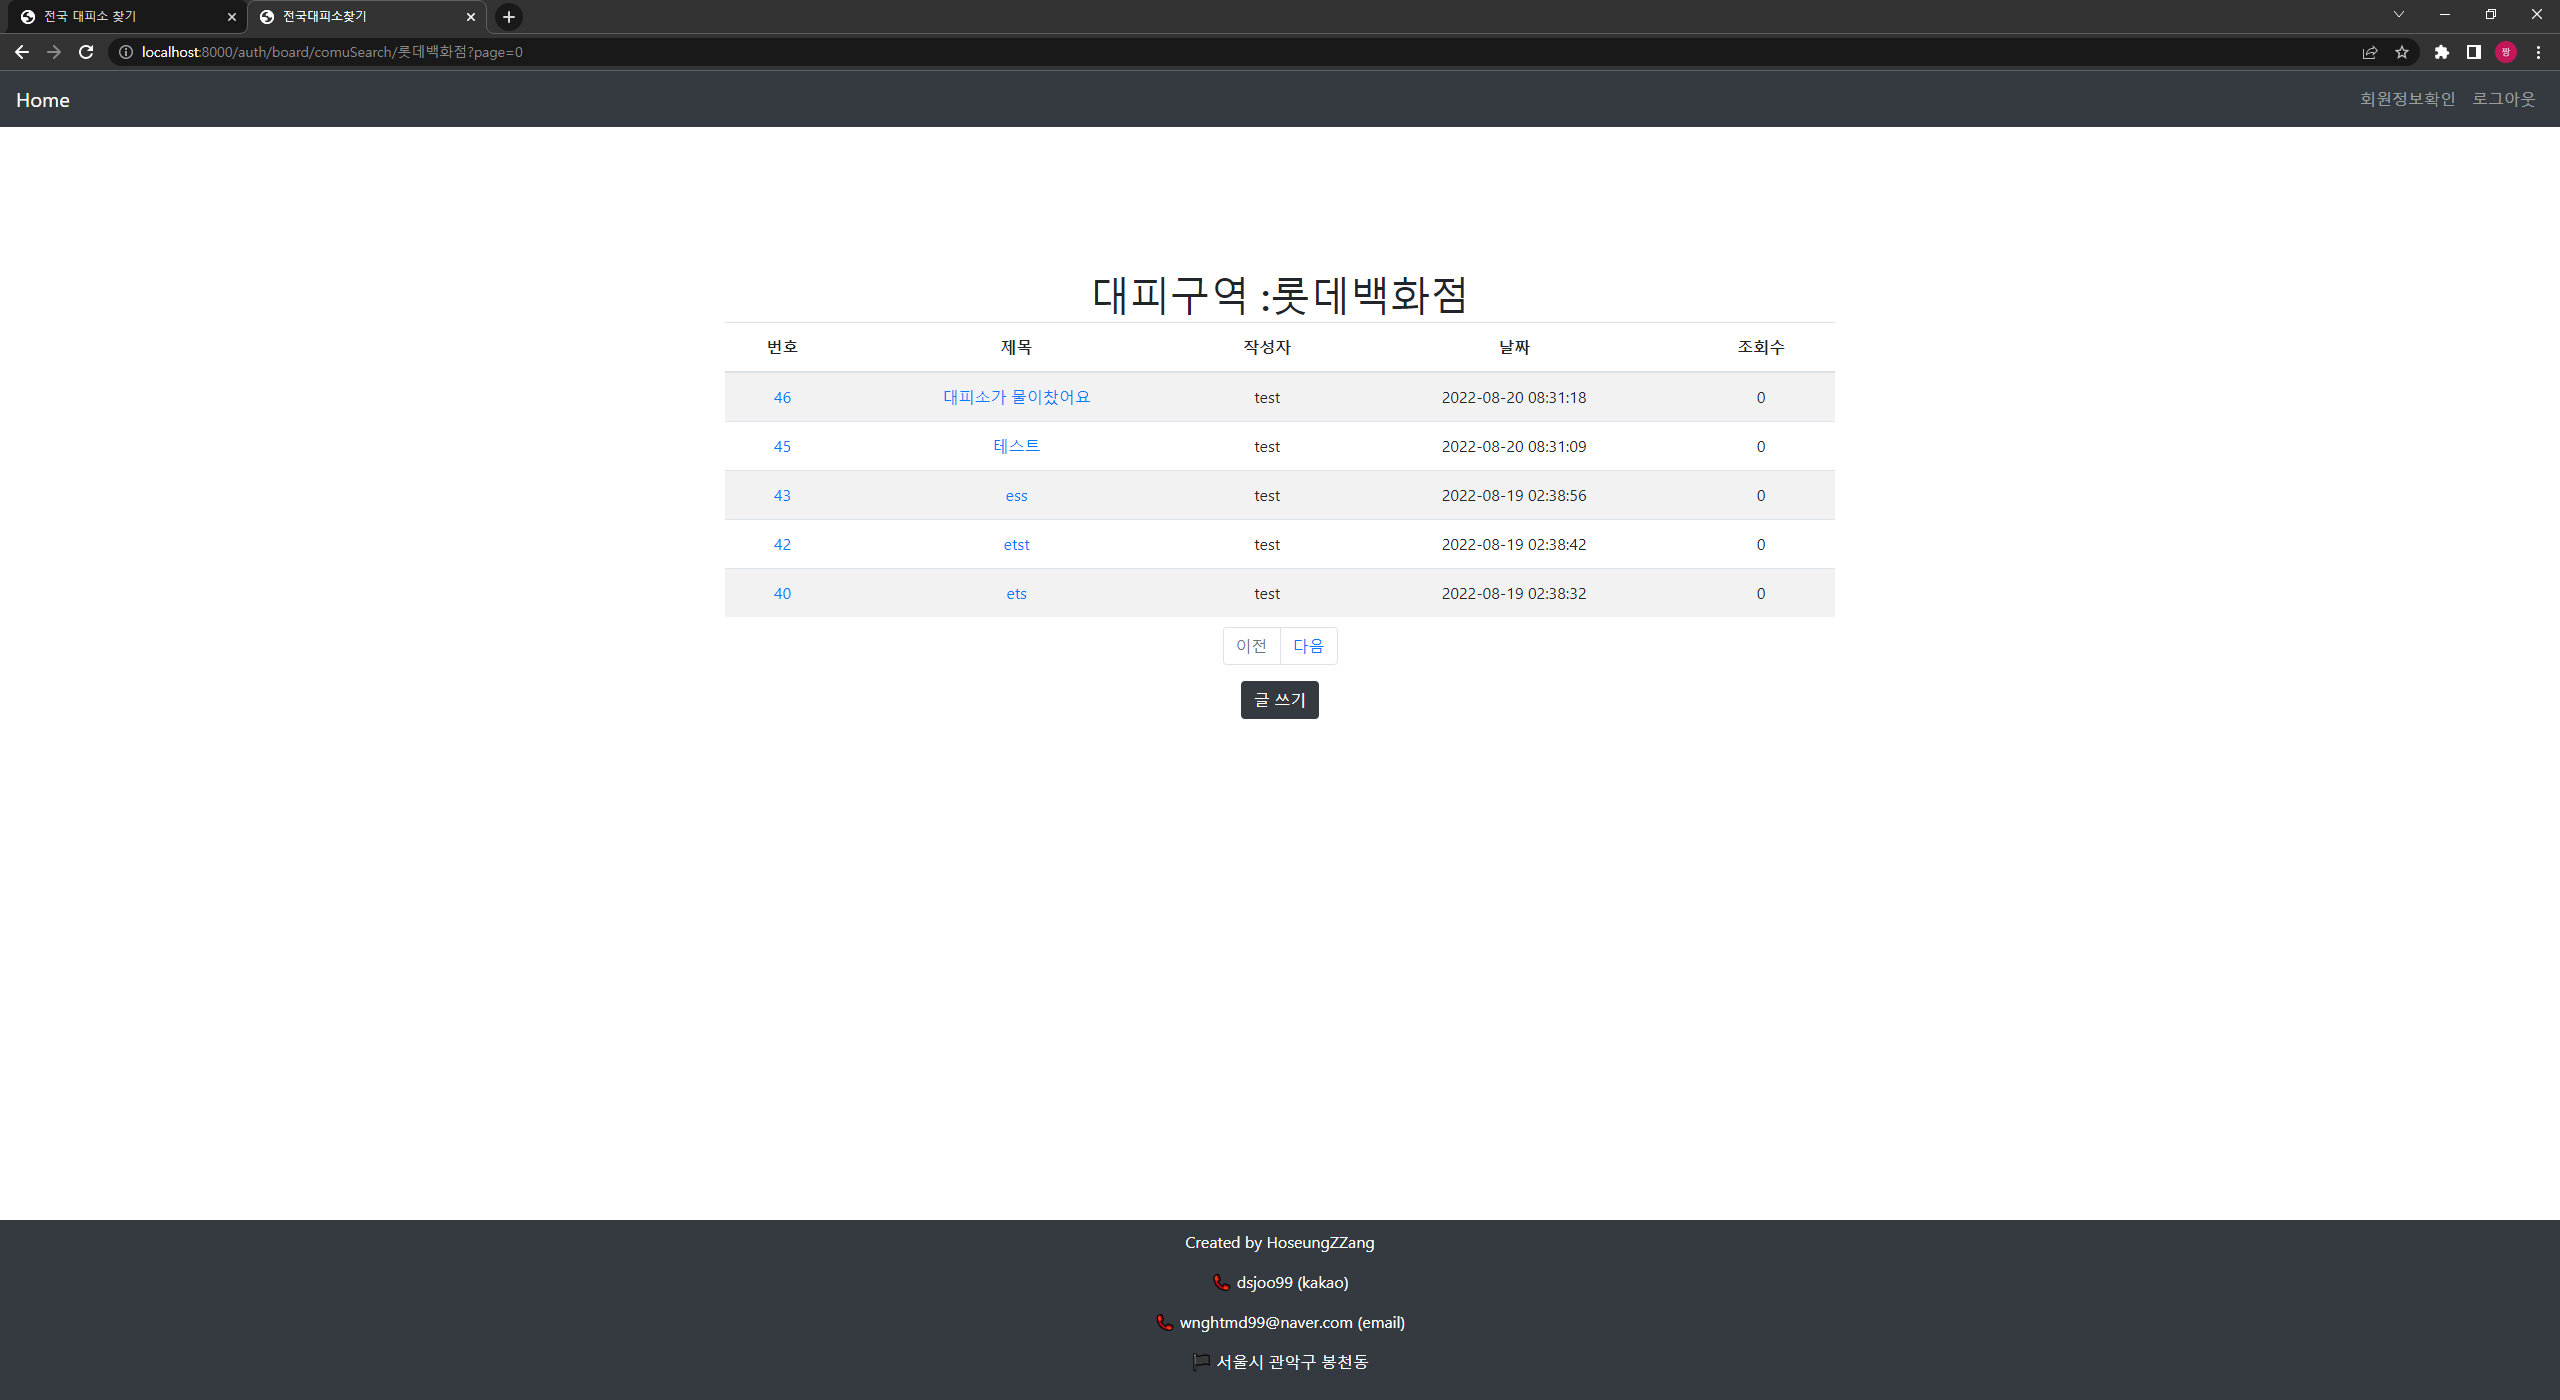 전국 대피소 찾기
전국대피소찾기
localhost:8000/auth/board/comuSearch/롯데백화점?page=0
짱
Home
회원정보확인 로그아웃
대피구역 :롯데백화점
번호 제목 작성자 날짜 조회수
46 대피소가 물이찼어요 test 2022-08-20 08:31:18 0
45 테스트 test 2022-08-20 08:31:09 0
43 ess test 2022-08-19 02:38:56 0
42 etst test 2022-08-19 02:38:42 0
40 ets test 2022-08-19 02:38:32 0
이전 다음
글 쓰기
Created by HoseungZZang
dsjoo99 (kakao)
wnghtmd99@naver.com (email)
서울시 관악구 봉천동